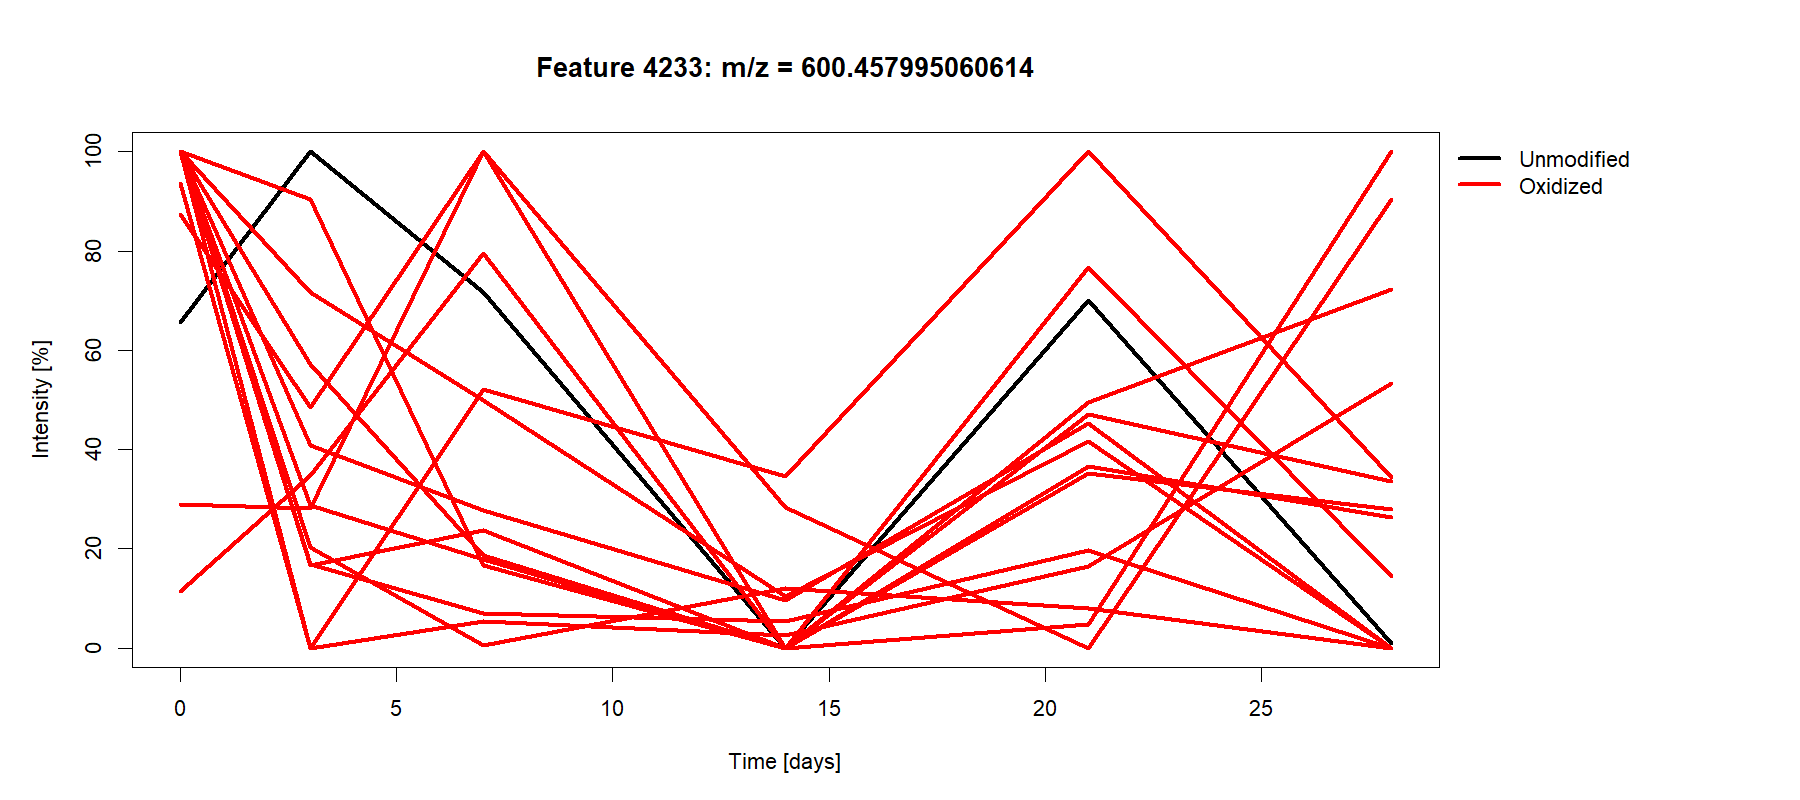 Feature 4233: m/z = 600.457995060614
Unmodified
Oxidized
Intensity [%]
100
80
60
40
20
0
0 5 10 15 20 25
Time [days]